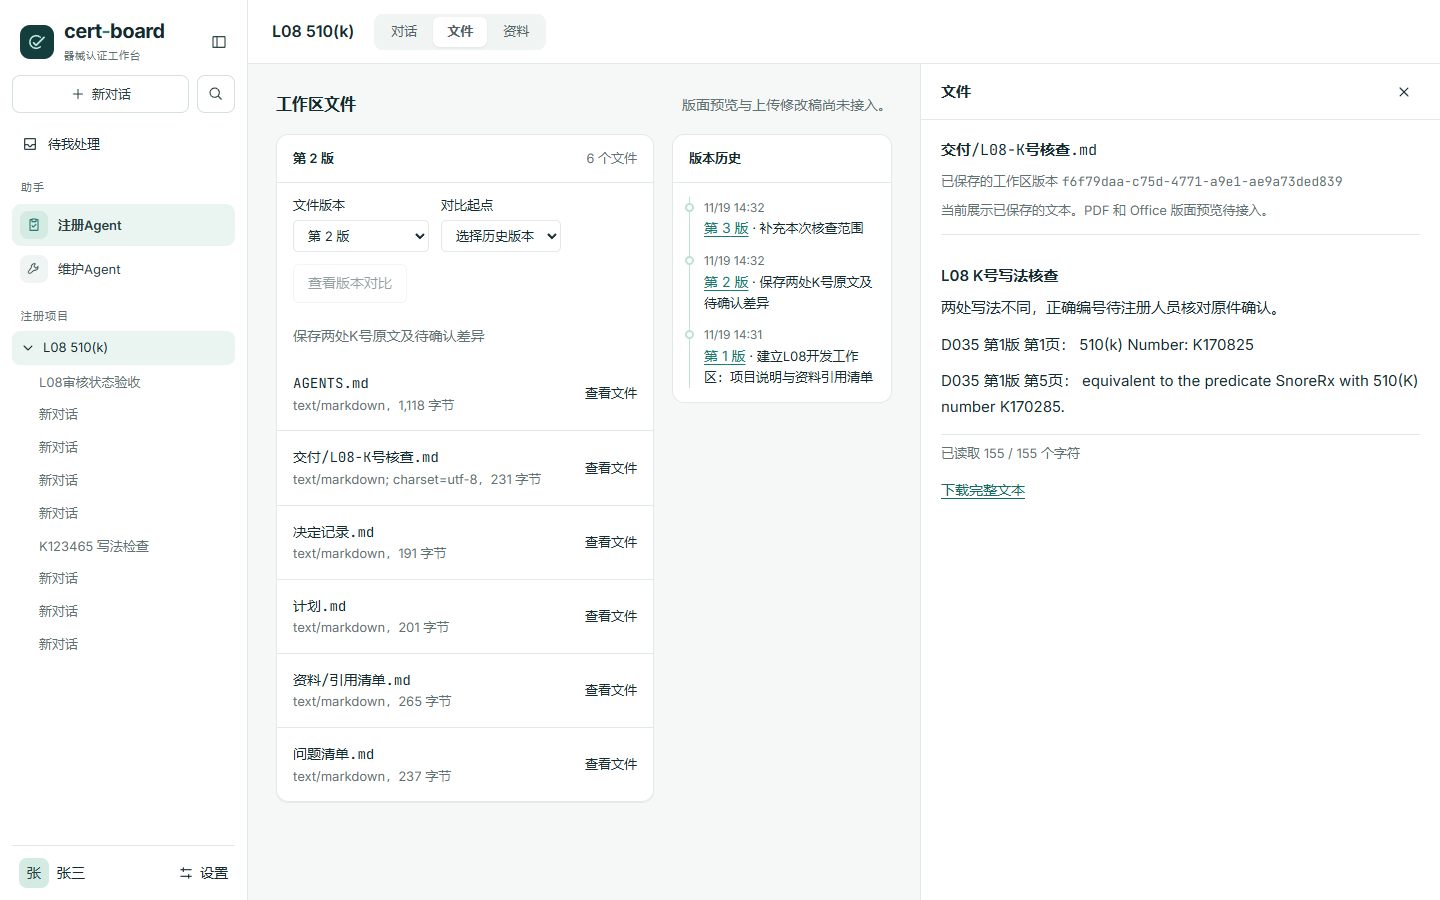 cert-board
器械认证工作台
新对话
待我处理
助手
注册Agent
维护Agent
注册项目
L08 510(k)
L08审核状态验收
新对话
新对话
新对话
新对话
K123465 写法检查
新对话
新对话
新对话
张
张三
设置
L08 510(k)
对话
文件
资料
工作区文件
版面预览与上传修改稿尚未接入。
第 2 版
6 个文件
文件版本
对比起点
第 2 版
选择历史版本
查看版本对比
保存两处K号原文及待确认差异
AGENTS.md
text/markdown，1,118 字节
查看文件
交付/L08-K号核查.md
text/markdown; charset=utf-8，231 字节
查看文件
决定记录.md
text/markdown，191 字节
查看文件
计划.md
text/markdown，201 字节
查看文件
资料/引用清单.md
text/markdown，265 字节
查看文件
问题清单.md
text/markdown，237 字节
查看文件
版本历史
11/19 14:32
第 3 版 · 补充本次核查范围
11/19 14:32
第 2 版 · 保存两处K号原文及
待确认差异
11/19 14:31
第 1 版 · 建立L08开发工作
区：项目说明与资料引用清单
文件
交付/L08-K号核查.md
已保存的工作区版本 f6f79daa-c75d-4771-a9e1-ae9a73ded839
当前展示已保存的文本。PDF 和 Office 版面预览待接入。
L08 K号写法核查
两处写法不同，正确编号待注册人员核对原件确认。
D035 第1版 第1页： 510(k) Number: K170825
D035 第1版 第5页： equivalent to the predicate SnoreRx with 510(K)
number K170285.
已读取 155 / 155 个字符
下载完整文本